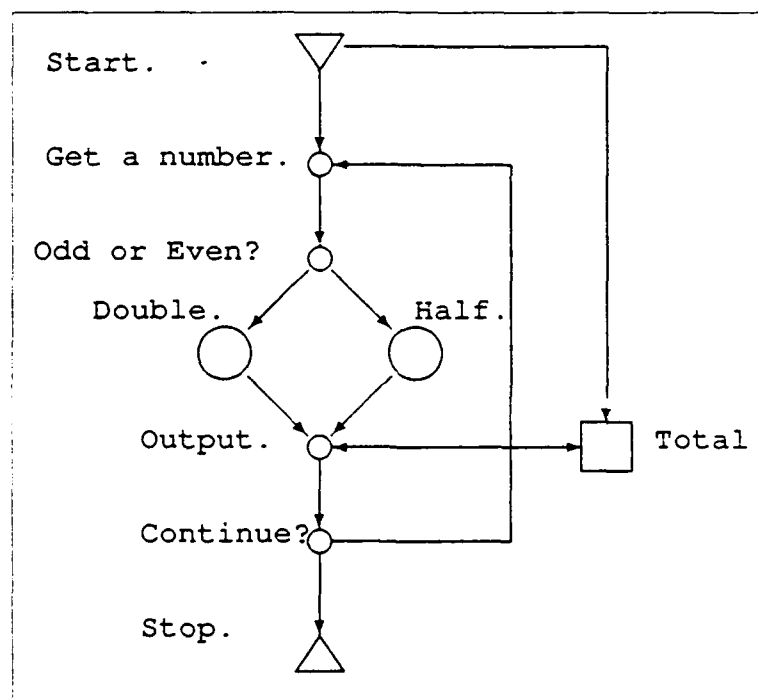 Start.
Get a number.
Odd or Even?
Double.
Half.
Output.
Total
Continue?
Stop.